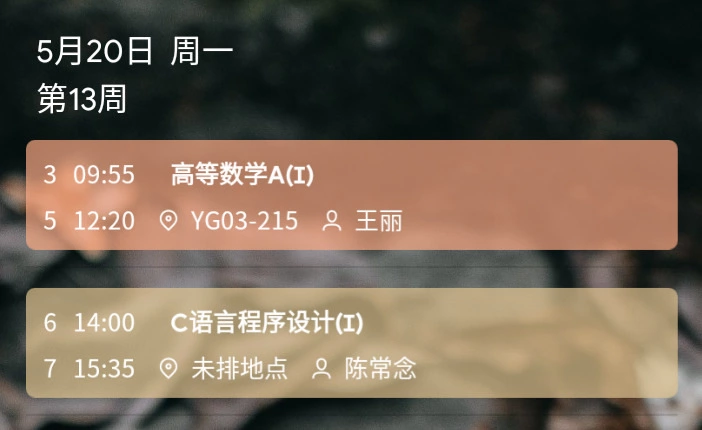 5月20日 周一
第13周
3 09:55 高等数学A(I)
5 12:20 YG03-215 王丽
6 14:00 C语言程序设计(I)
7 15:35 未排地点 陈常念